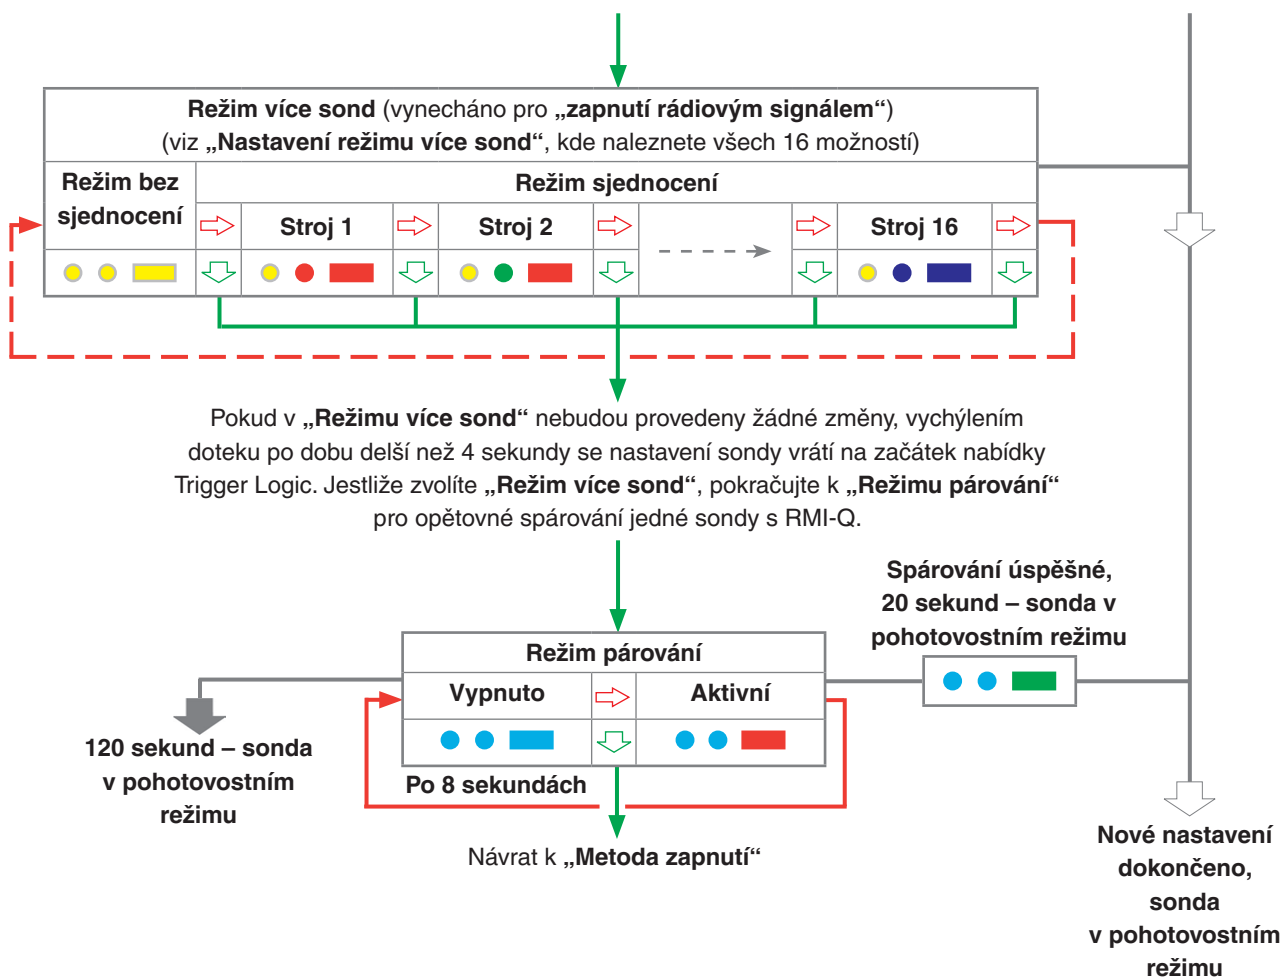 Režim více sond (vynecháno pro „zapnutí rádiovým signálem“)
(viz „Nastavení režimu více sond“, kde naleznete všech 16 možností)
Režim bez
sjednocení
Režim sjednocení
Stroj 1
Stroj 2
Stroj 16
Pokud v „Režimu více sond“ nebudou provedeny žádné změny, vychýlením
doteku po dobu delší než 4 sekundy se nastavení sondy vrátí na začátek nabídky
Trigger Logic. Jestliže zvolíte „Režim více sond“, pokračujte k „Režimu párování“
pro opětovné spárování jedné sondy s RMI-Q.
Spárování úspěšné,
20 sekund – sonda v
pohotovostním režimu
Režim párování
Vypnuto
Aktivní
120 sekund – sonda
v pohotovostním
režimu
Po 8 sekundách
Návrat k „Metoda zapnutí“
Nové nastavení
dokončeno,
sonda
v pohotovostním
režimu